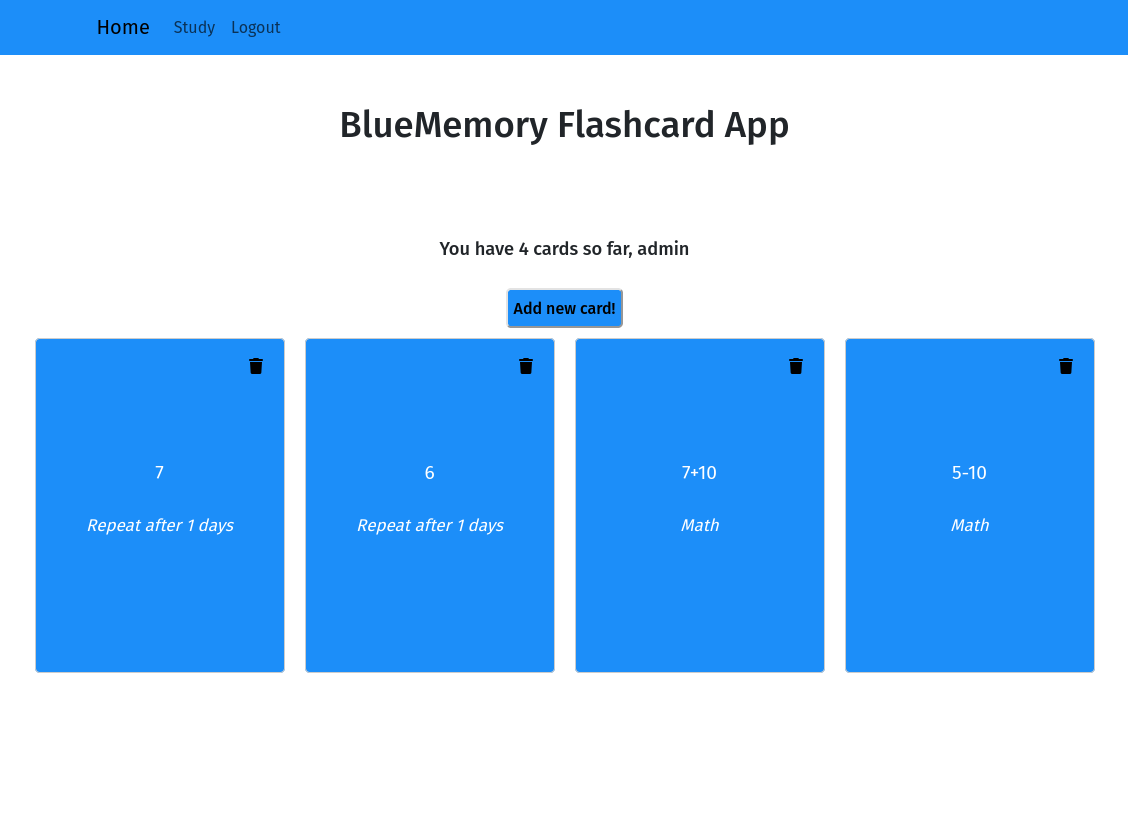 Home Study Logout
BlueMemory Flashcard App
You have 4 cards so far, admin
Add new card!
7
Repeat after 1 days
6
Repeat after 1 days
7+10
Math
5-10
Math